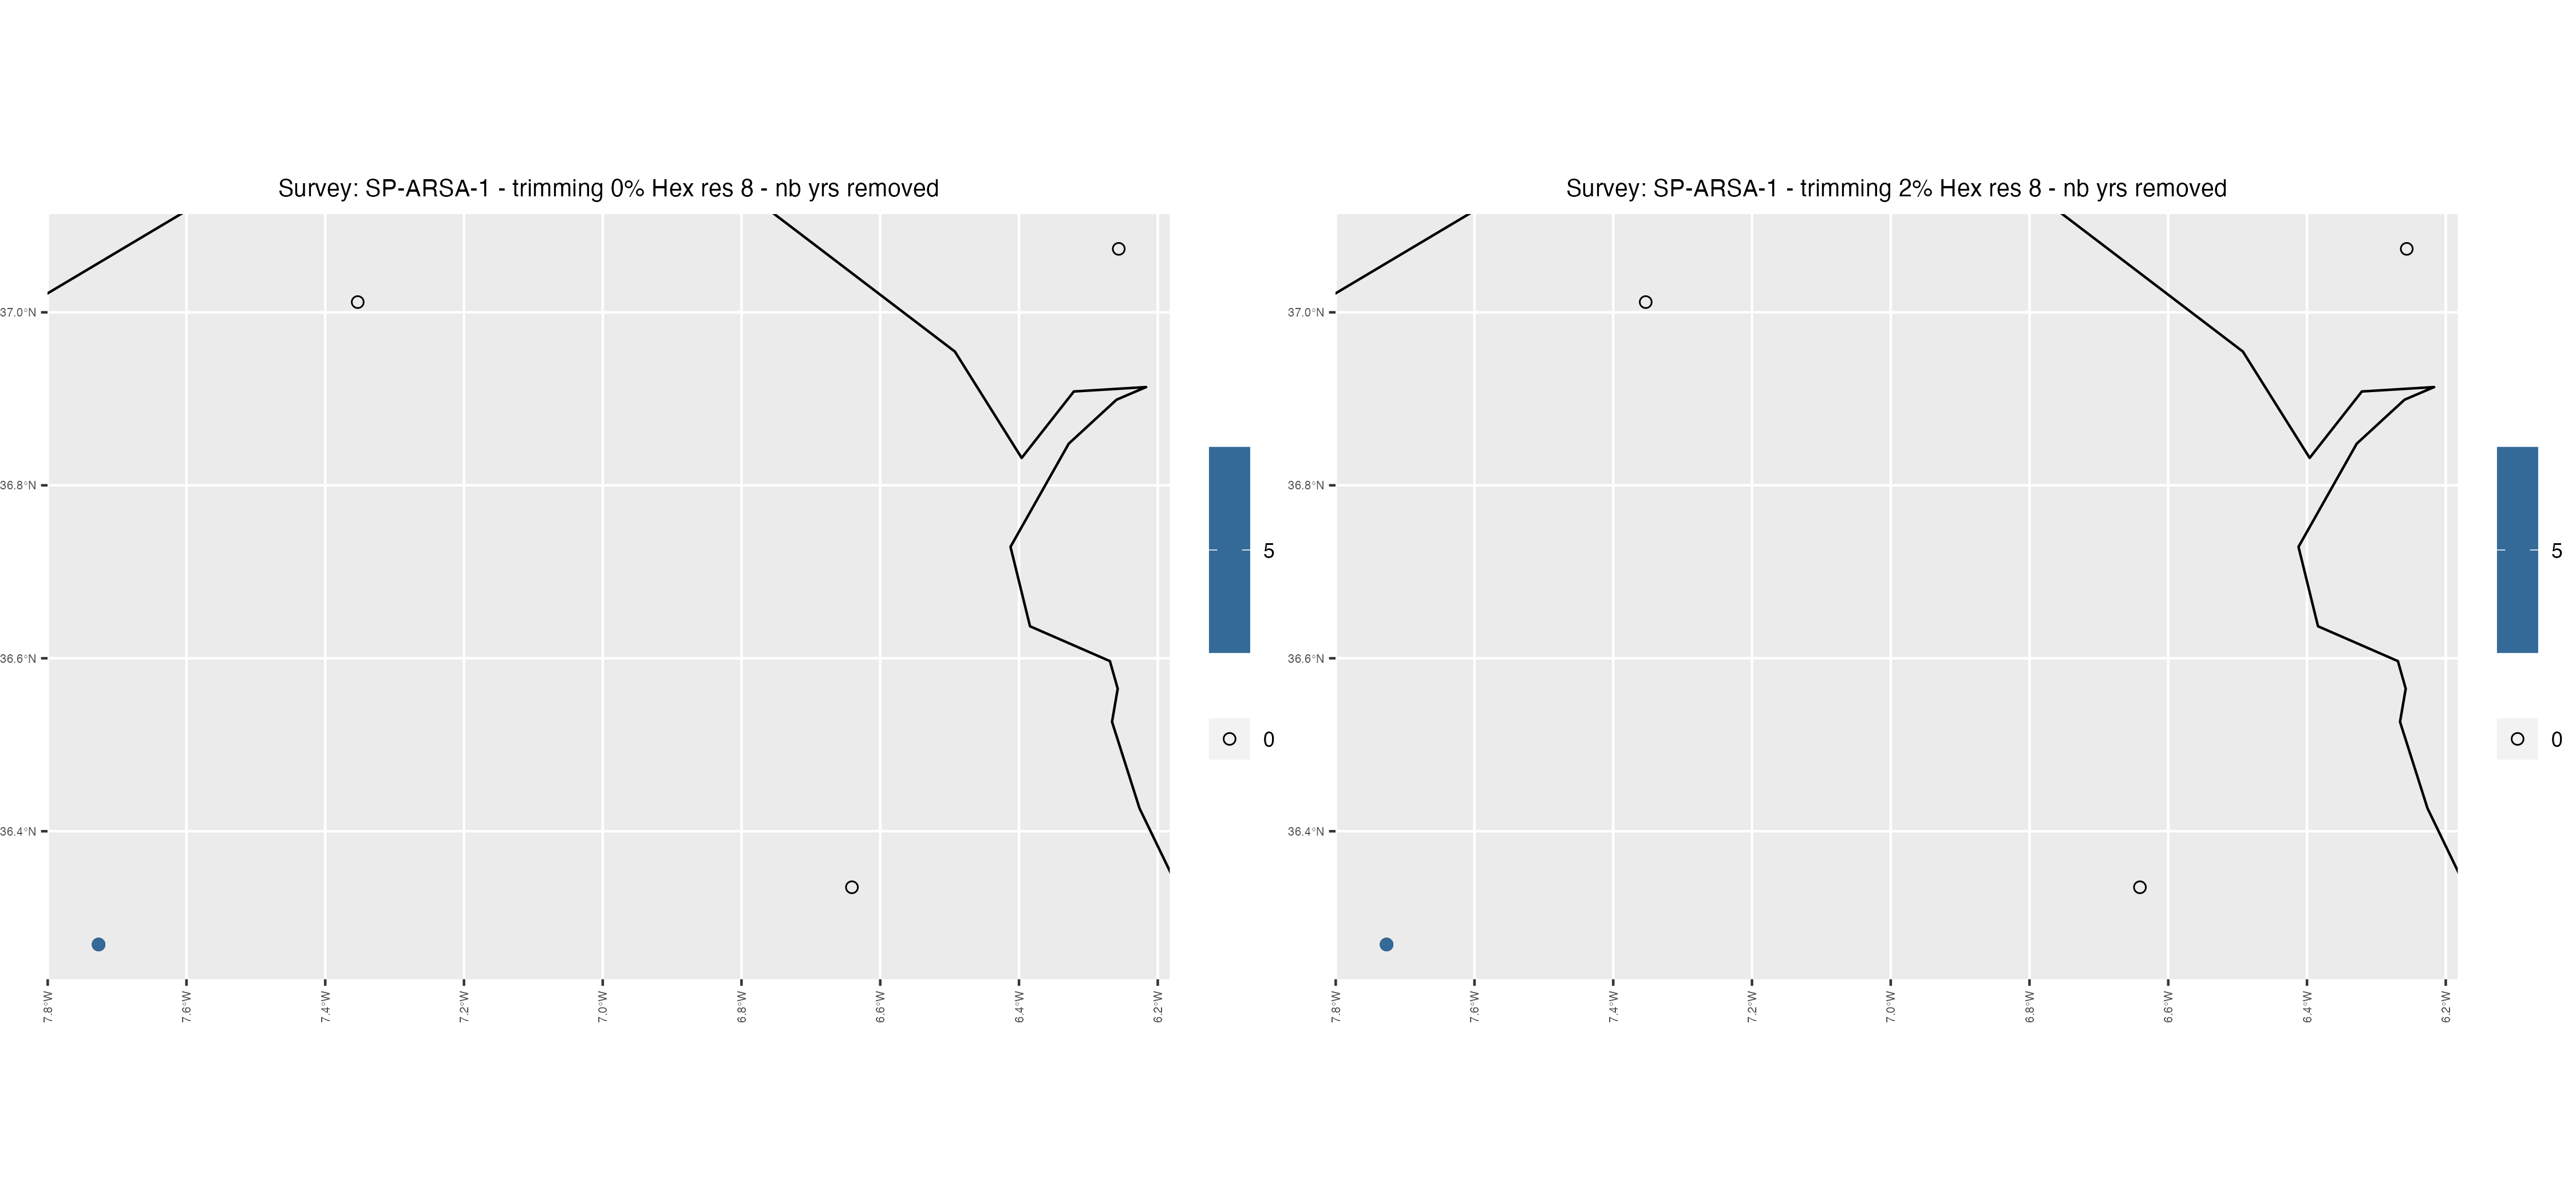 Survey: SP-ARSA-1 - trimming 0% Hex res 8 - nb yrs removed
37.0°N
36.8°N
36.6°N
36.4°N
7.8°W
7.6°W
7.4°W
7.2°W
7.0°W
6.8°W
6.6°W
6.4°W
6.2°W
5
0
Survey: SP-ARSA-1 - trimming 2% Hex res 8 - nb yrs removed
37.0°N
36.8°N
36.6°N
36.4°N
7.8°W
7.6°W
7.4°W
7.2°W
7.0°W
6.8°W
6.6°W
6.4°W
6.2°W
5
0